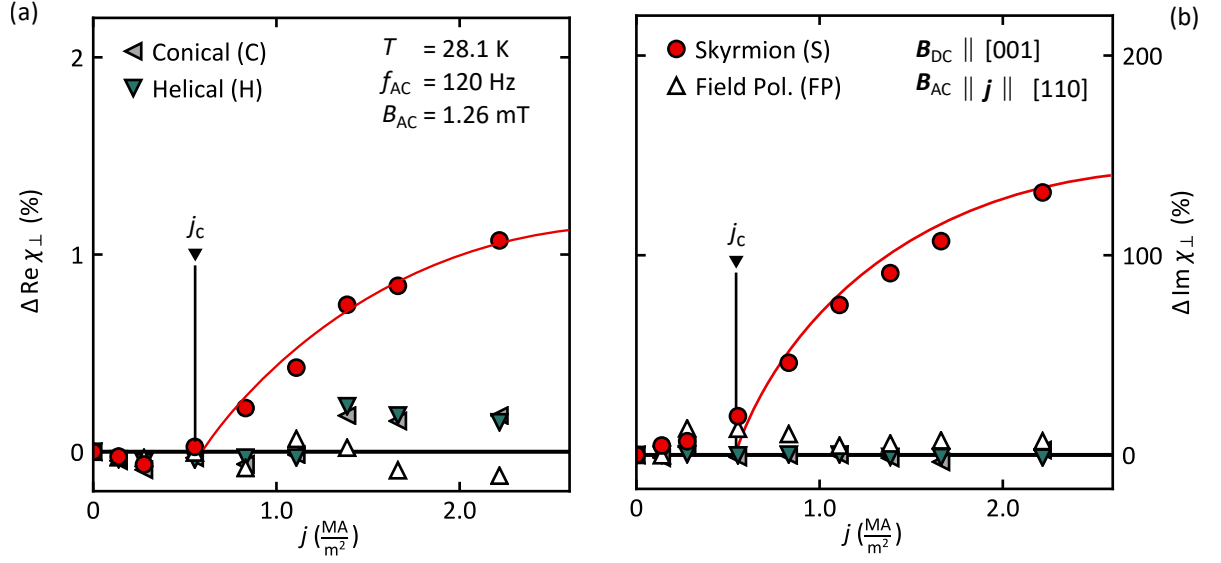 (a)
Conical (C)
Helical (H)
T = 28.1 K
f_AC = 120 Hz
B_AC = 1.26 mT
j_c
2
1
0
Δ Re χ⊥ (%)
0
1.0
2.0
j (MA/m²)
(b)
Skyrmion (S)
Field Pol. (FP)
B_DC || [001]
B_AC || j || [110]
j_c
200
100
0
Δ Im χ⊥ (%)
0
1.0
2.0
j (MA/m²)